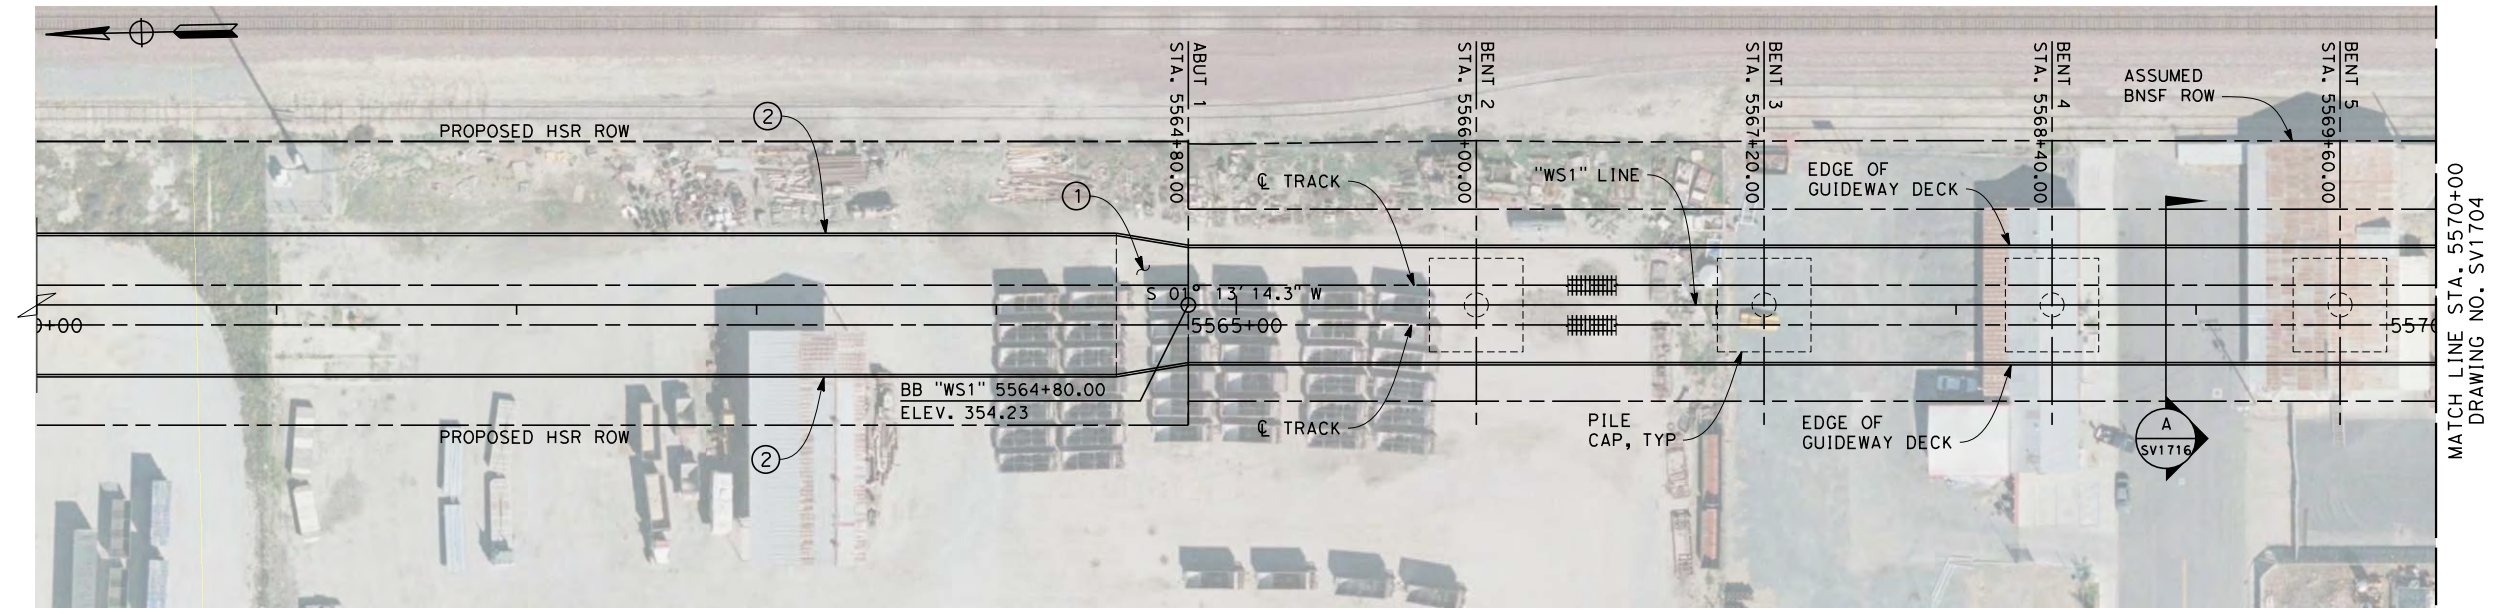 ABUT 1
STA. 5564+80.00
BENT 2
STA. 5566+00.00
BENT 3
STA. 5567+20.00
BENT 4
STA. 5568+40.00
BENT 5
STA. 5569+60.00
ASSUMED
BNSF ROW
PROPOSED HSR ROW
2
1
℄ TRACK
"WS1" LINE
EDGE OF
GUIDEWAY DECK
S 01° 13' 14.3" W
0+00
5565+00
557
BB "WS1" 5564+80.00
ELEV. 354.23
PROPOSED HSR ROW
2
℄ TRACK
PILE
CAP, TYP
EDGE OF
GUIDEWAY DECK
A
SV1716
MATCH LINE STA. 5570+00
DRAWING NO. SV1704